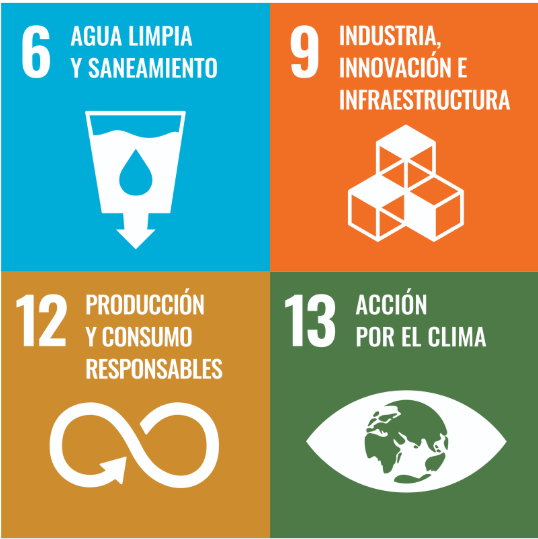 6 AGUA LIMPIA
Y SANEAMIENTO
9 INDUSTRIA,
INNOVACIÓN E
INFRAESTRUCTURA
12 PRODUCCIÓN
Y CONSUMO
RESPONSABLES
13 ACCIÓN
POR EL CLIMA